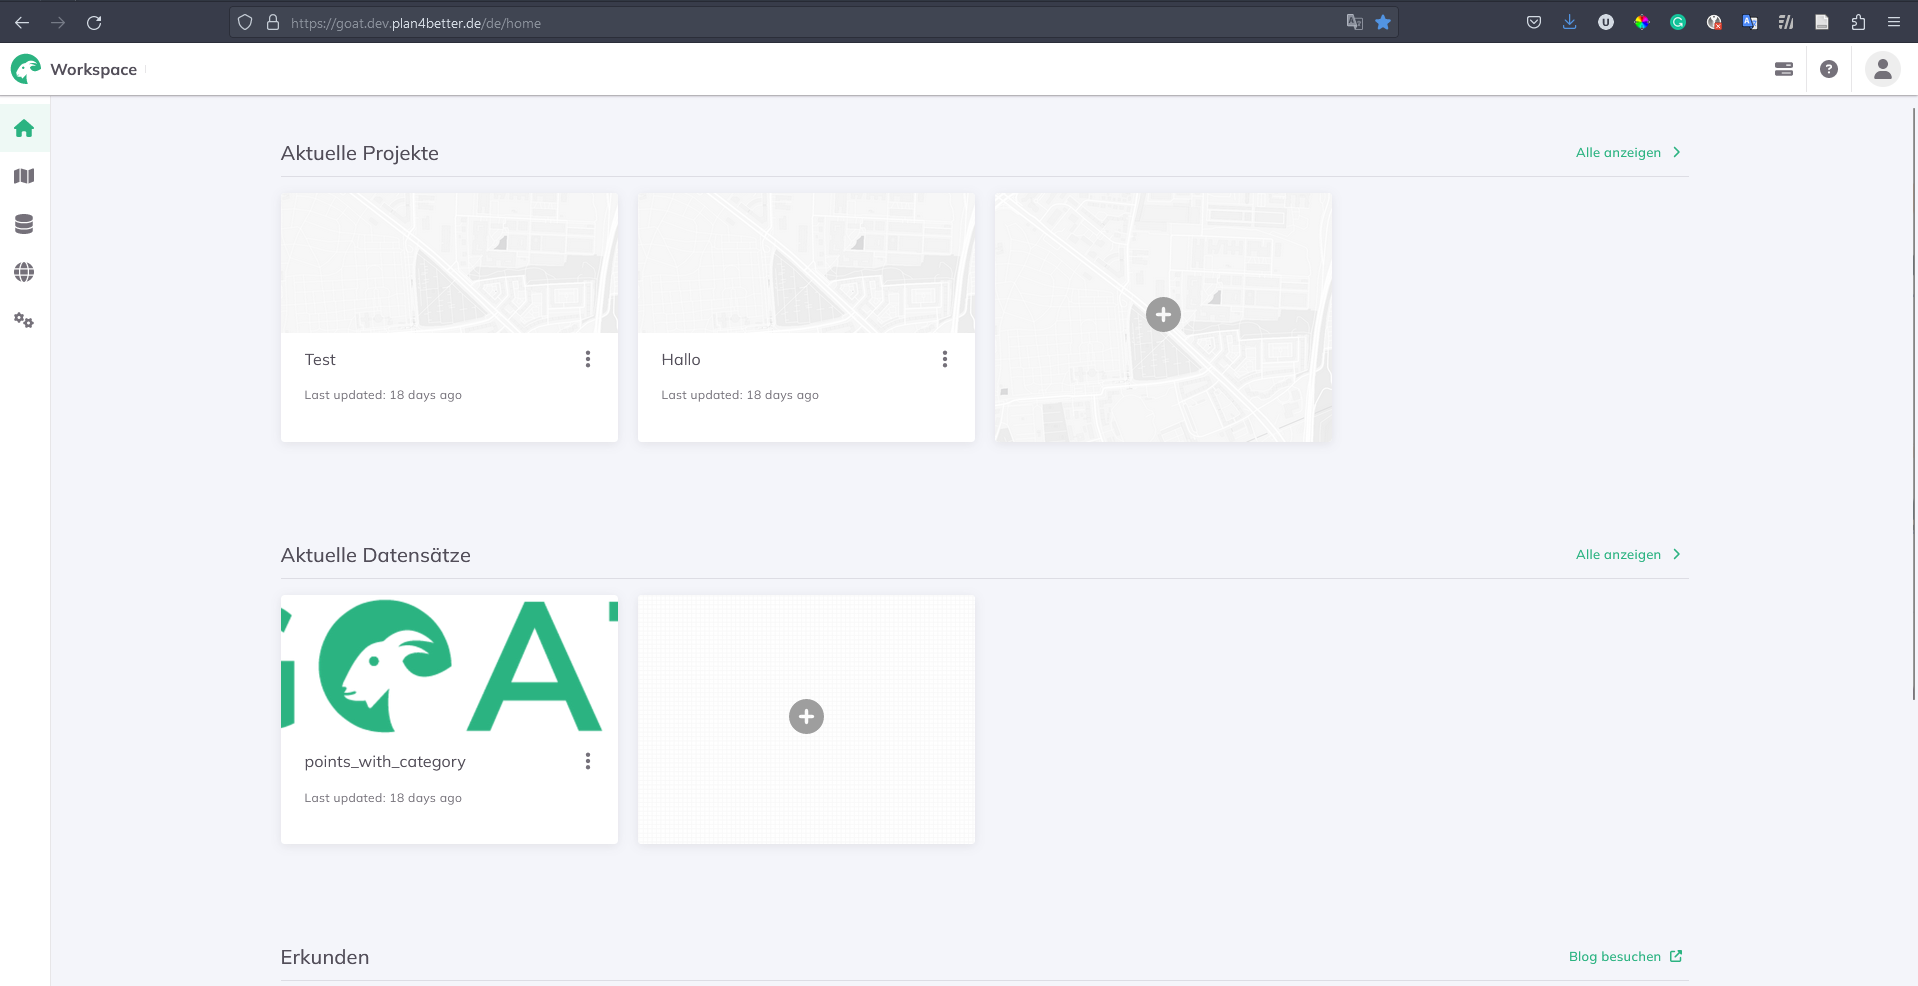 https://goat.dev.plan4better.de/de/home
Workspace
Aktuelle Projekte
Alle anzeigen
Test
Last updated: 18 days ago
Hallo
Last updated: 18 days ago
Aktuelle Datensätze
Alle anzeigen
GOAT
points_with_category
Last updated: 18 days ago
Erkunden
Blog besuchen